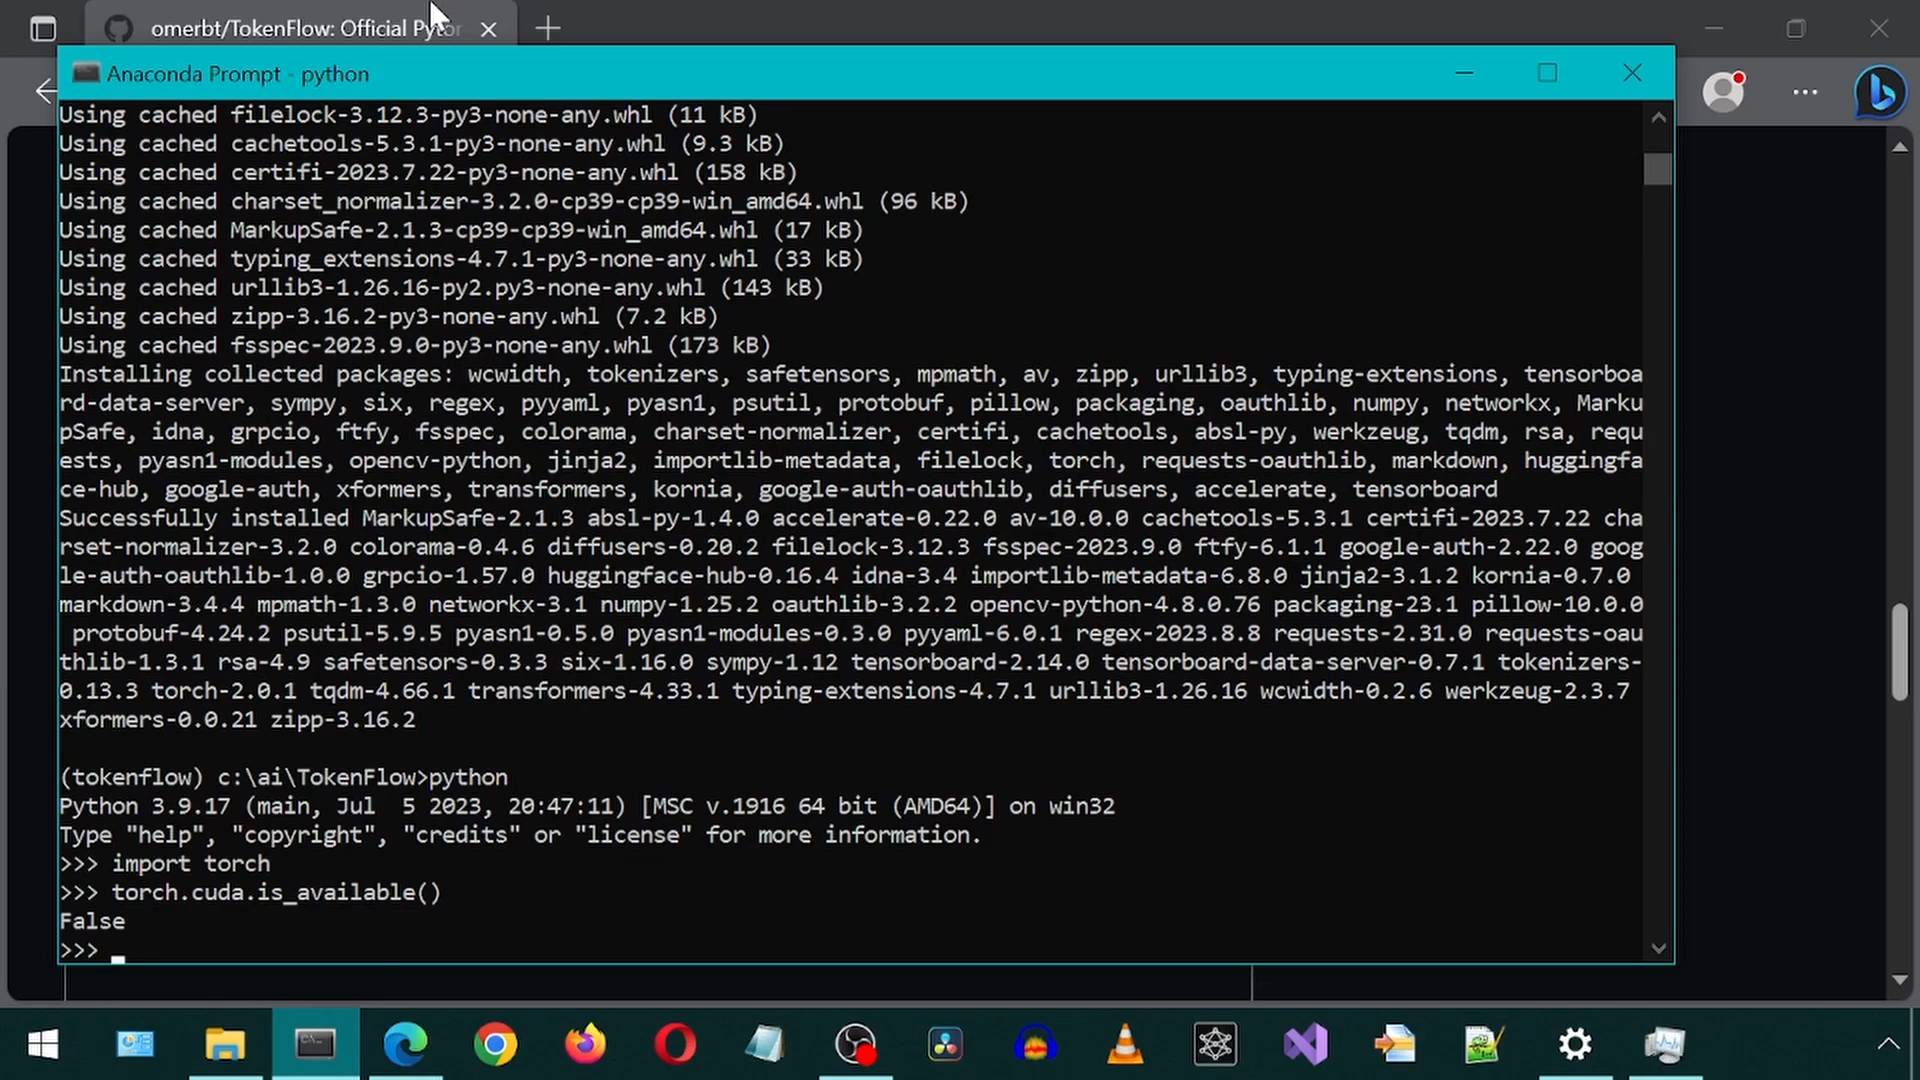 omerbt/TokenFlow: Official Pytor
Anaconda Prompt - python
Using cached filelock-3.12.3-py3-none-any.whl (11 kB)
Using cached cachetools-5.3.1-py3-none-any.whl (9.3 kB)
Using cached certifi-2023.7.22-py3-none-any.whl (158 kB)
Using cached charset_normalizer-3.2.0-cp39-cp39-win_amd64.whl (96 kB)
Using cached MarkupSafe-2.1.3-cp39-cp39-win_amd64.whl (17 kB)
Using cached typing_extensions-4.7.1-py3-none-any.whl (33 kB)
Using cached urllib3-1.26.16-py2.py3-none-any.whl (143 kB)
Using cached zipp-3.16.2-py3-none-any.whl (7.2 kB)
Using cached fsspec-2023.9.0-py3-none-any.whl (173 kB)
Installing collected packages: wcwidth, tokenizers, safetensors, mpmath, av, zipp, urllib3, typing-extensions, tensorboa
rd-data-server, sympy, six, regex, pyyaml, pyasn1, psutil, protobuf, pillow, packaging, oauthlib, numpy, networkx, Marku
pSafe, idna, grpcio, ftfy, fsspec, colorama, charset-normalizer, certifi, cachetools, absl-py, werkzeug, tqdm, rsa, requ
ests, pyasn1-modules, opencv-python, jinja2, importlib-metadata, filelock, torch, requests-oauthlib, markdown, huggingfa
ce-hub, google-auth, xformers, transformers, kornia, google-auth-oauthlib, diffusers, accelerate, tensorboard
Successfully installed MarkupSafe-2.1.3 absl-py-1.4.0 accelerate-0.22.0 av-10.0.0 cachetools-5.3.1 certifi-2023.7.22 cha
rset-normalizer-3.2.0 colorama-0.4.6 diffusers-0.20.2 filelock-3.12.3 fsspec-2023.9.0 ftfy-6.1.1 google-auth-2.22.0 goog
le-auth-oauthlib-1.0.0 grpcio-1.57.0 huggingface-hub-0.16.4 idna-3.4 importlib-metadata-6.8.0 jinja2-3.1.2 kornia-0.7.0
markdown-3.4.4 mpmath-1.3.0 networkx-3.1 numpy-1.25.2 oauthlib-3.2.2 opencv-python-4.8.0.76 packaging-23.1 pillow-10.0.0
protobuf-4.24.2 psutil-5.9.5 pyasn1-0.5.0 pyasn1-modules-0.3.0 pyyaml-6.0.1 regex-2023.8.8 requests-2.31.0 requests-oau
thlib-1.3.1 rsa-4.9 safetensors-0.3.3 six-1.16.0 sympy-1.12 tensorboard-2.14.0 tensorboard-data-server-0.7.1 tokenizers-
0.13.3 torch-2.0.1 tqdm-4.66.1 transformers-4.33.1 typing-extensions-4.7.1 urllib3-1.26.16 wcwidth-0.2.6 werkzeug-2.3.7
xformers-0.0.21 zipp-3.16.2
(tokenflow) c:\ai\TokenFlow>python
Python 3.9.17 (main, Jul  5 2023, 20:47:11) [MSC v.1916 64 bit (AMD64)] on win32
Type "help", "copyright", "credits" or "license" for more information.
>>> import torch
>>> torch.cuda.is_available()
False
>>>